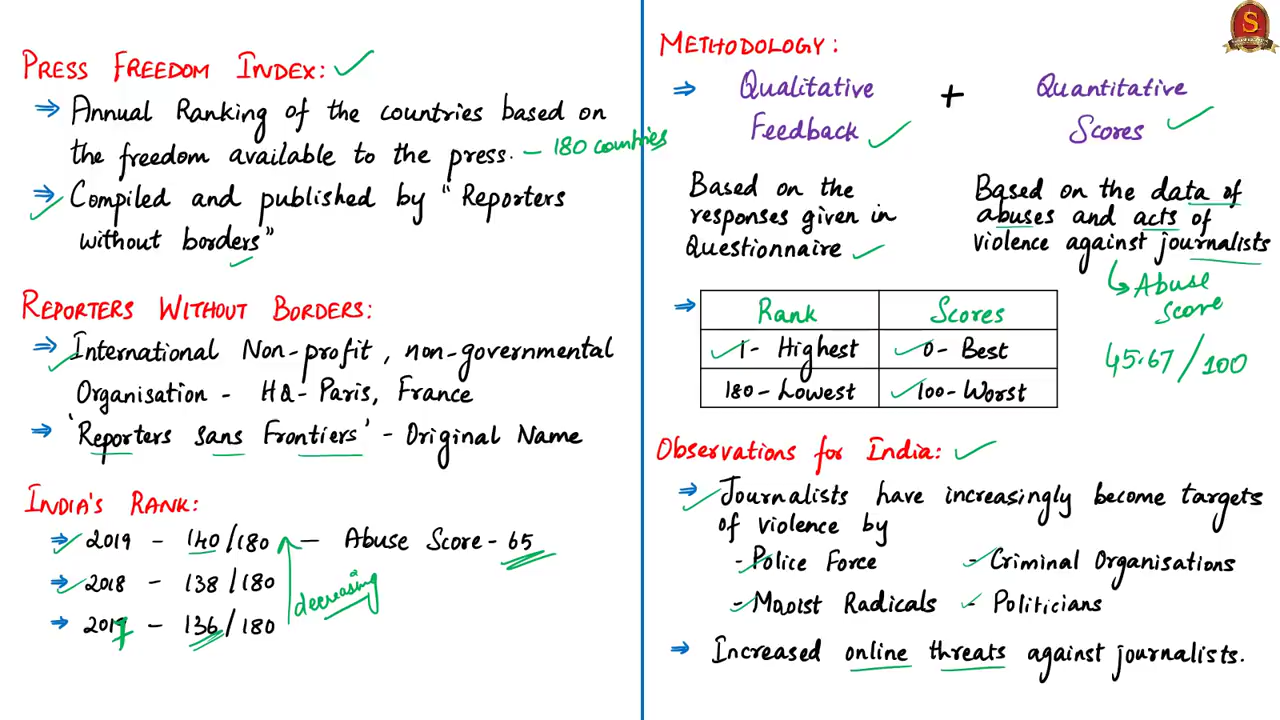 PRESS FREEDOM INDEX:
⇒ Annual Ranking of the countries based on
the freedom available to the press. – 180 countries
⇒ Compiled and published by "Reporters
without borders"
REPORTERS WITHOUT BORDERS:
⇒ International Non-profit, non-governmental
Organisation - HQ - Paris, France
⇒ 'Reporters Sans Frontiers' - Original Name
INDIA'S RANK:
⇒ 2019 - 140/180 — Abuse Score - 65
⇒ 2018 - 138/180
decreasing
⇒ 2017 - 136/180
S
METHODOLOGY:
⇒ Qualitative + Quantitative
Feedback Scores
Based on the
responses given in
Questionnaire
Based on the data of
abuses and acts of
violence against journalists
Abuse
Score
45.67/100
⇒ Rank Scores
1 - Highest 0 - Best
180 - Lowest 100 - Worst
Observations for India:
⇒ Journalists have increasingly become targets
of violence by
- Police Force - Criminal Organisations
- Maoist Radicals - Politicians
⇒ Increased online threats against journalists.